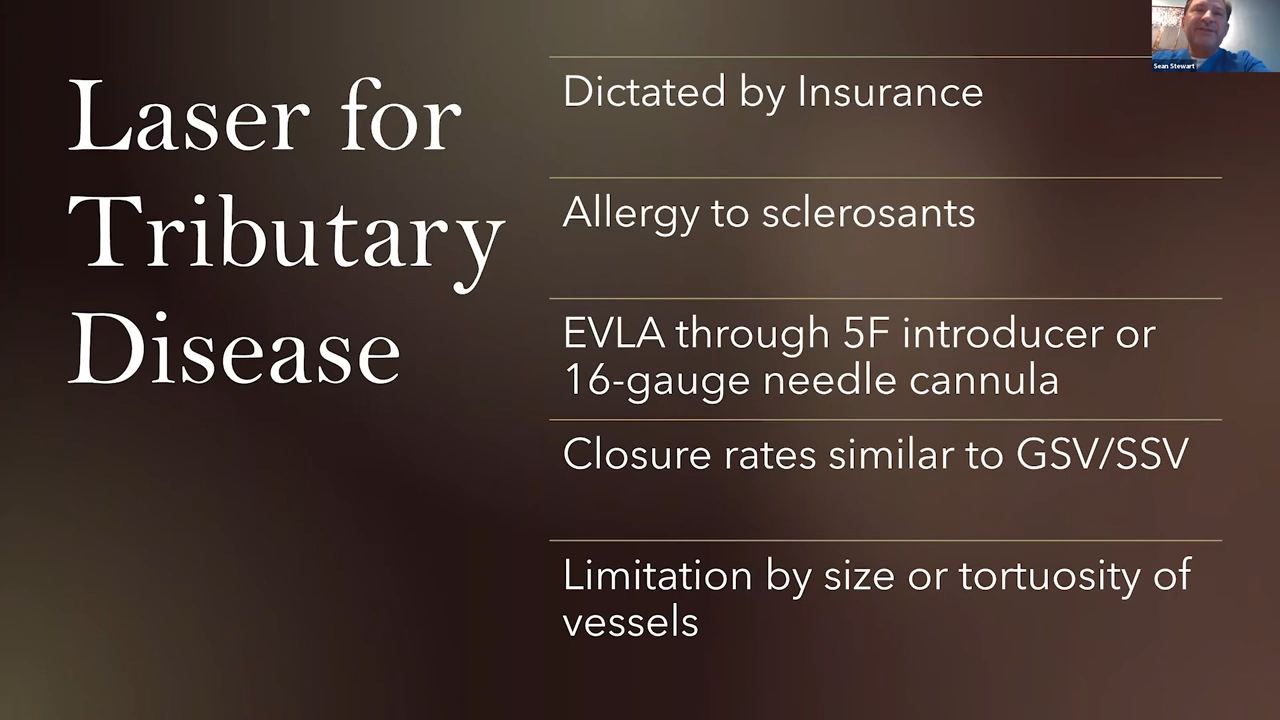 Laser for
Tributary
Disease
Dictated by Insurance
Allergy to sclerosants
EVLA through 5F introducer or
16-gauge needle cannula
Closure rates similar to GSV/SSV
Limitation by size or tortuosity of
vessels
Sean Stewart